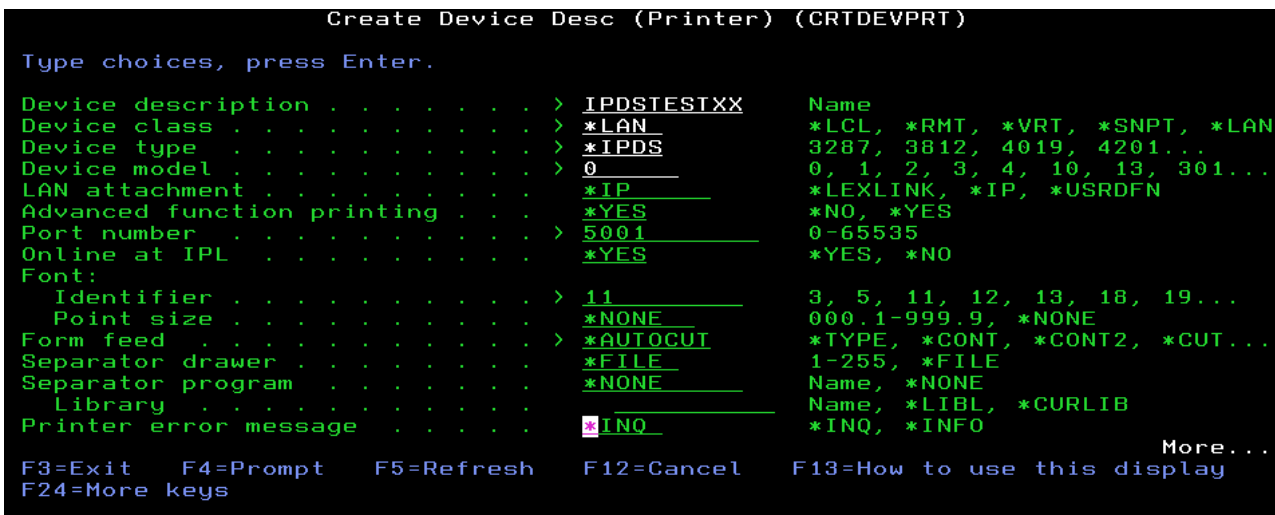 Create Device Desc (Printer) (CRTDEVPRT)
Type choices, press Enter.
Device description . . . . . . . > IPDSTESTXX Name
Device class . . . . . . . . . . > *LAN *LCL, *RMT, *VRT, *SNPT, *LAN
Device type . . . . . . . . . . > *IPDS 3287, 3812, 4019, 4201...
Device model . . . . . . . . . . > 0 0, 1, 2, 3, 4, 10, 13, 301...
LAN attachment . . . . . . . . . *IP *LEXLINK, *IP, *USRDFN
Advanced function printing . . . *YES *NO, *YES
Port number . . . . . . . . . . > 5001 0-65535
Online at IPL . . . . . . . . . *YES *YES, *NO
Font:
Identifier . . . . . . . . . . > 11 3, 5, 11, 12, 13, 18, 19...
Point size . . . . . . . . . . *NONE 000.1-999.9, *NONE
Form feed . . . . . . . . . . . > *AUTOCUT *TYPE, *CONT, *CONT2, *CUT...
Separator drawer . . . . . . . . *FILE 1-255, *FILE
Separator program . . . . . . . *NONE Name, *NONE
Library . . . . . . . . . . . Name, *LIBL, *CURLIB
Printer error message . . . . . *INQ *INQ, *INFO
More...
F3=Exit F4=Prompt F5=Refresh F12=Cancel F13=How to use this display
F24=More keys